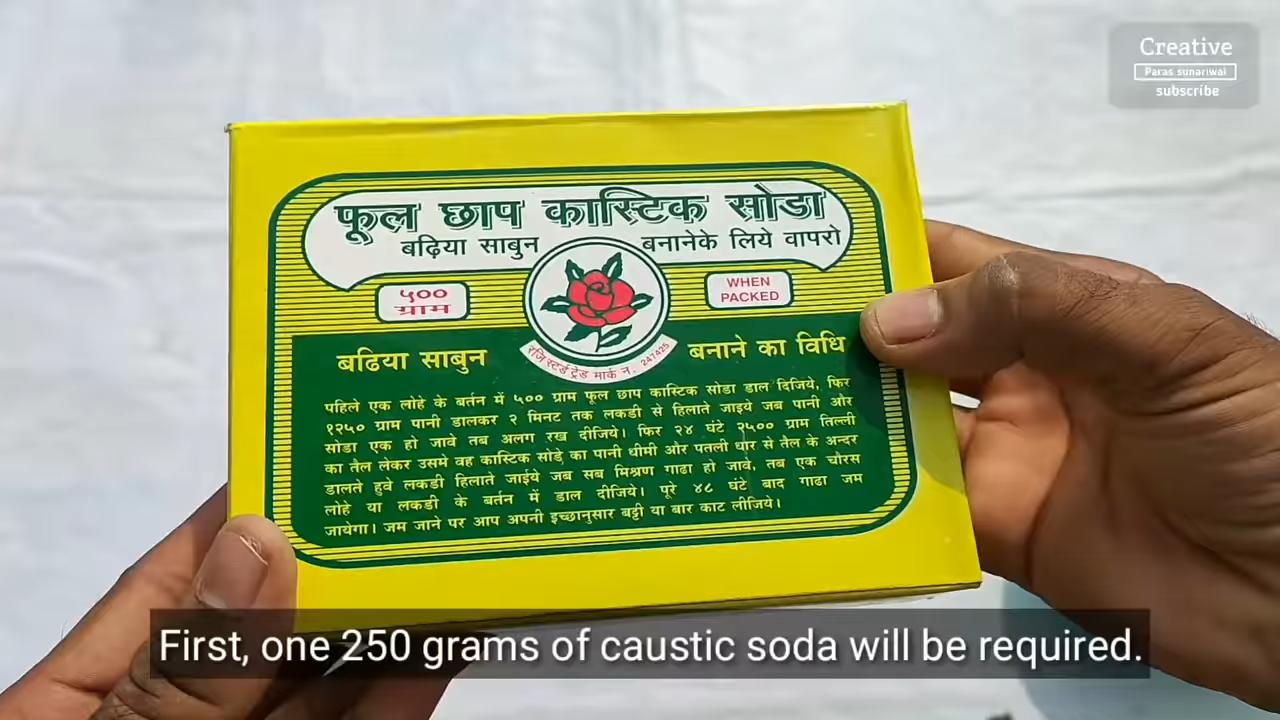 Creative
Paras sunariwal
subscribe
फूल छाप कास्टिक सोडा
बढ़िया साबुन बनानेके लिये वापरो
५००
ग्राम
WHEN
PACKED
रजिस्टर्ड ट्रेड मार्क न. 247425
बढिया साबुन बनाने का विधि
पहिले एक लोहे के बर्तन में ५०० ग्राम फूल छाप कास्टिक सोडा डाल दिजिये, फिर
१२५० ग्राम पानी डालकर २ मिनट तक लकडी से हिलाते जाइये जब पानी और
सोडा एक हो जावे तब अलग रख दीजिये। फिर २४ घंटे २५०० ग्राम तिल्ली
का तैल लेकर उसमे वह कास्टिक सोडे का पानी धीमी और पतली धार से तैल के अन्दर
डालते हुवे लकडी हिलाते जाईये जब सब मिश्रण गाढा हो जावे, तब एक चौरस
लोहे या लकडी के बर्तन में डाल दीजिये। पूरे ४८ घंटे बाद गाढा जम
जावेगा। जम जाने पर आप अपनी इच्छानुसार बट्टी या बार काट लीजिये।
First, one 250 grams of caustic soda will be required.